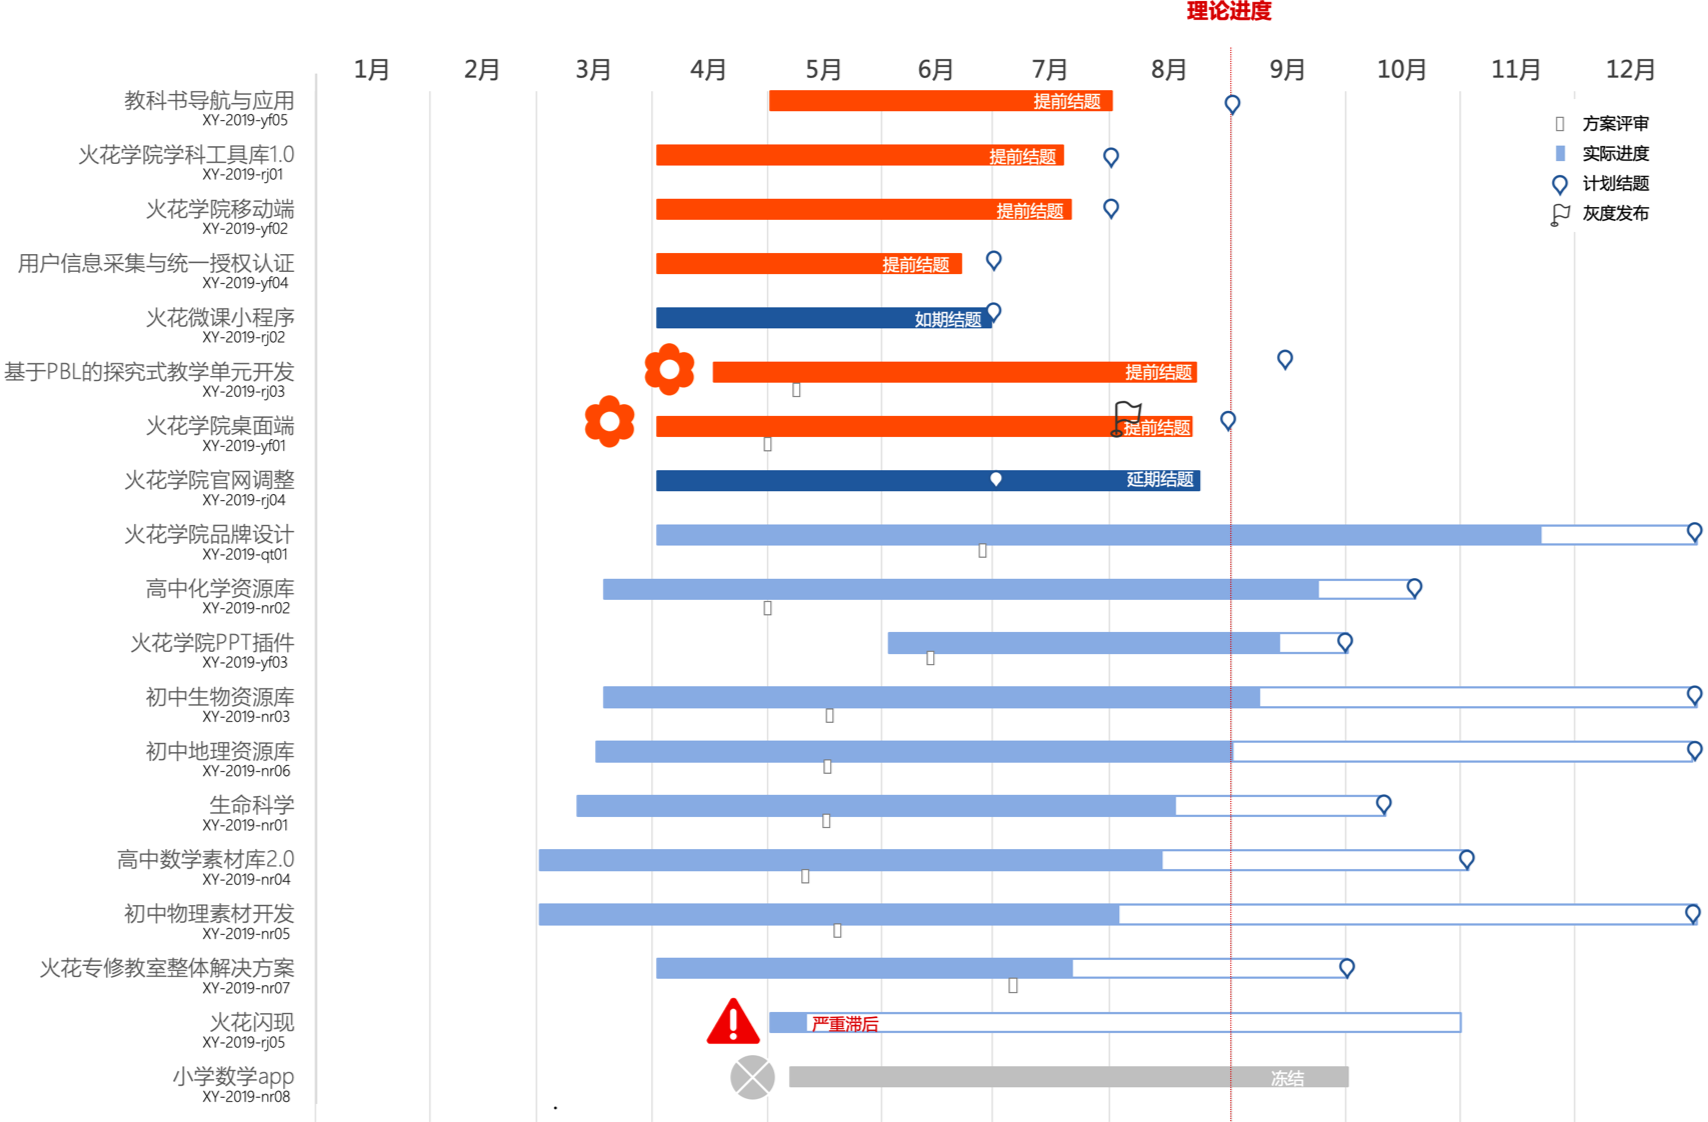 理论进度
1月 2月 3月 4月 5月 6月 7月 8月 9月 10月 11月 12月
教科书导航与应用 提前结题
XY-2019-yf05
方案评审
实际进度
计划结题
灰度发布
火花学院学科工具库1.0 提前结题
XY-2019-rj01
火花学院移动端 提前结题
XY-2019-yf02
用户信息采集与统一授权认证 提前结题
XY-2019-yf04
火花微课小程序 如期结题
XY-2019-rj02
基于PBL的探究式教学单元开发 提前结题
XY-2019-rj03
火花学院桌面端 提前结题
XY-2019-yf01
火花学院官网调整 延期结题
XY-2019-rj04
火花学院品牌设计
XY-2019-qt01
高中化学资源库
XY-2019-nr02
火花学院PPT插件
XY-2019-yf03
初中生物资源库
XY-2019-nr03
初中地理资源库
XY-2019-nr06
生命科学
XY-2019-nr01
高中数学素材库2.0
XY-2019-nr04
初中物理素材开发
XY-2019-nr05
火花专修教室整体解决方案
XY-2019-nr07
火花闪现 严重滞后
XY-2019-rj05
小学数学app 冻结
XY-2019-nr08